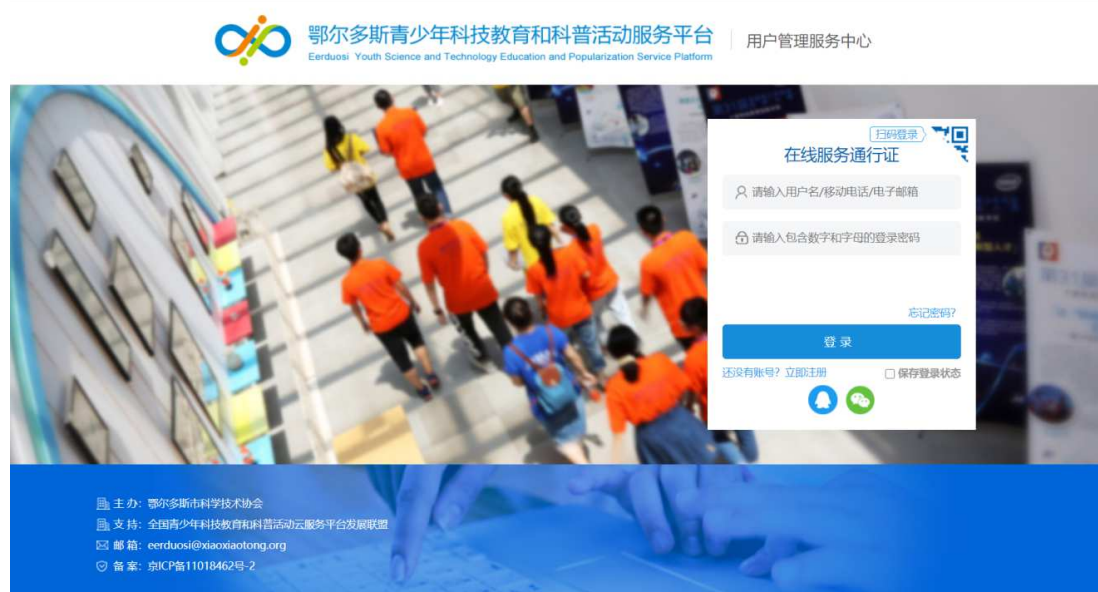 鄂尔多斯青少年科技教育和科普活动服务平台
Eerduosi Youth Science and Technology Education and Popularization Service Platform
用户管理服务中心
扫码登录
在线服务通行证
请输入用户名/移动电话/电子邮箱
请输入包含数字和字母的登录密码
忘记密码?
登 录
还没有账号? 立即注册
保存登录状态
主 办: 鄂尔多斯市科学技术协会
支 持: 全国青少年科技教育和科普活动云服务平台发展联盟
邮 箱: eerduosi@xiaoxiaotong.org
备 案: 京ICP备11018462号-2